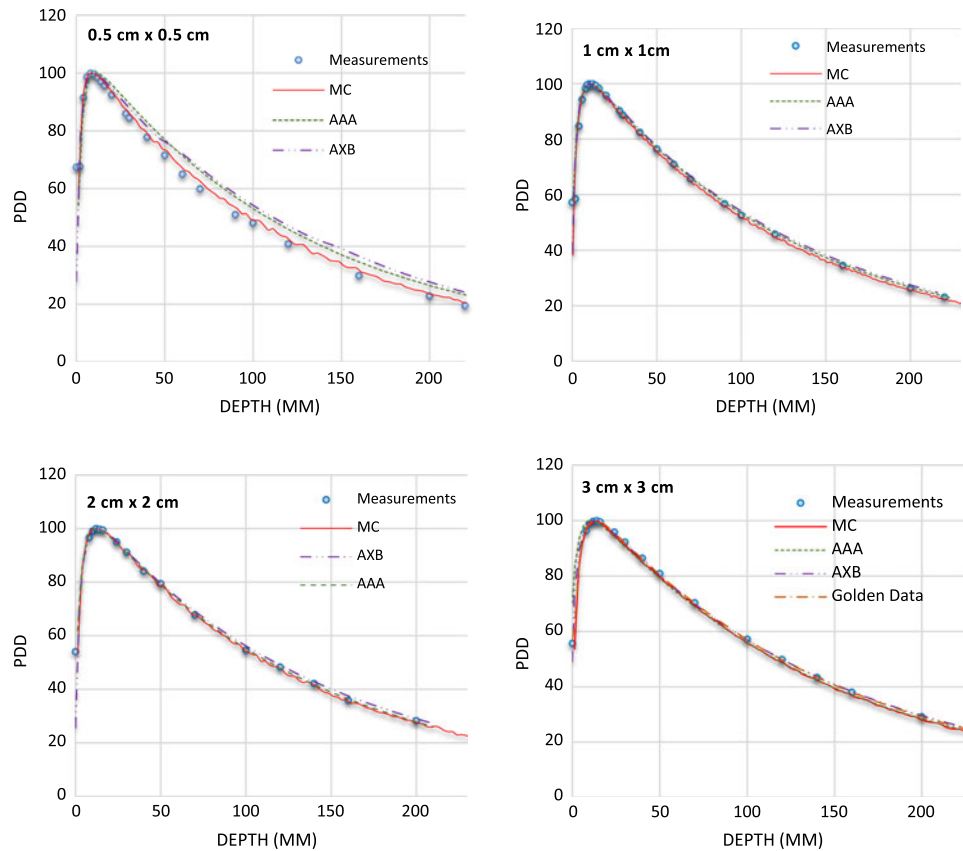 120
100
80
60
40
20
0
PDD
0.5 cm x 0.5 cm
Measurements
MC
AAA
AXB
0 50 100 150 200
DEPTH (MM)
120
100
80
60
40
20
0
PDD
1 cm x 1cm
Measurements
MC
AAA
AXB
0 50 100 150 200
DEPTH (MM)
120
100
80
60
40
20
0
PDD
2 cm x 2 cm
Measurements
MC
AXB
AAA
0 50 100 150 200
DEPTH (MM)
120
100
80
60
40
20
0
PDD
3 cm x 3 cm
Measurements
MC
AAA
AXB
Golden Data
0 50 100 150 200
DEPTH (MM)